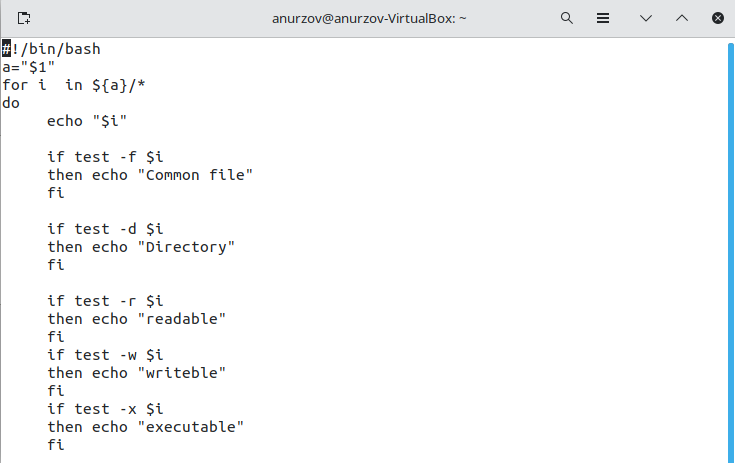 anurzov@anurzov-VirtualBox: ~
#!/bin/bash
a="$1"
for i  in ${a}/*
do
     echo "$i"

     if test -f $i
     then echo "Common file"
     fi

     if test -d $i
     then echo "Directory"
     fi

     if test -r $i
     then echo "readable"
     fi
     if test -w $i
     then echo "writeble"
     fi
     if test -x $i
     then echo "executable"
     fi